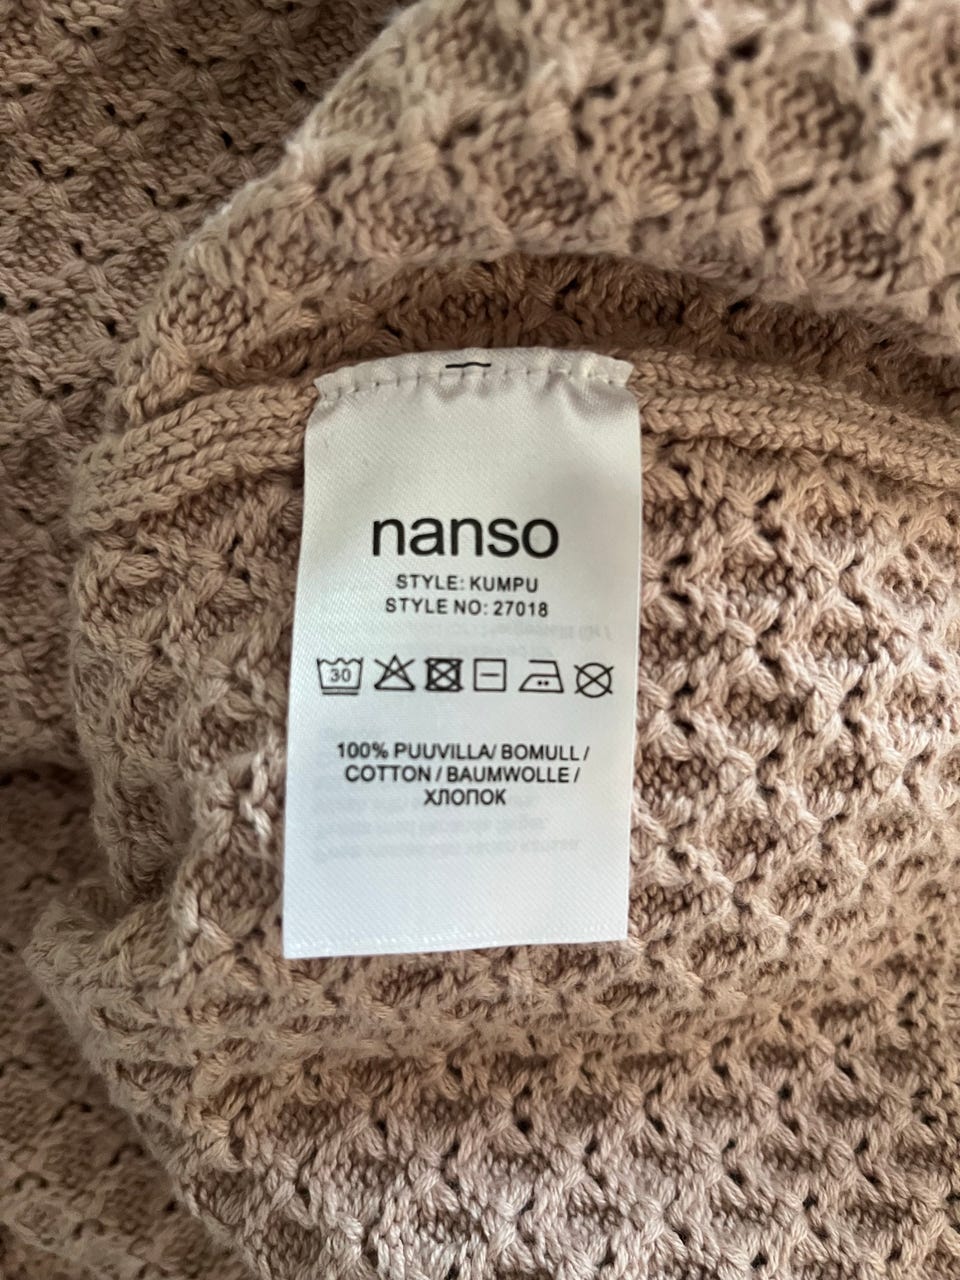 nanso
STYLE: KUMPU
STYLE NO: 27018
30
100% PUUVILLA/ BOMULL /
COTTON / BAUMWOLLE /
ХЛОПОК